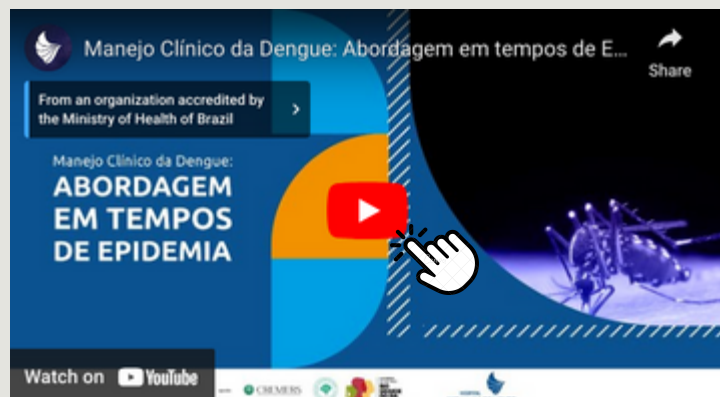 Manejo Clínico da Dengue: Abordagem em tempos de E...
Share
From an organization accredited by
the Ministry of Health of Brazil
Manejo Clínico da Dengue:
ABORDAGEM
EM TEMPOS
DE EPIDEMIA
Watch on YouTube
CREMERS